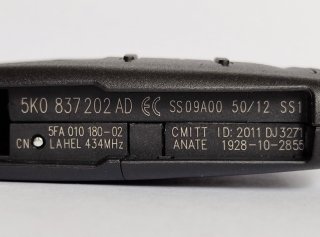 5K0 837 202 AD CE SS09A00 50/12 SS1
5FA 010 180-02 CMITT ID: 2011 DJ 3271
CN LAHEL 434MHz ANATE 1928-10-2855